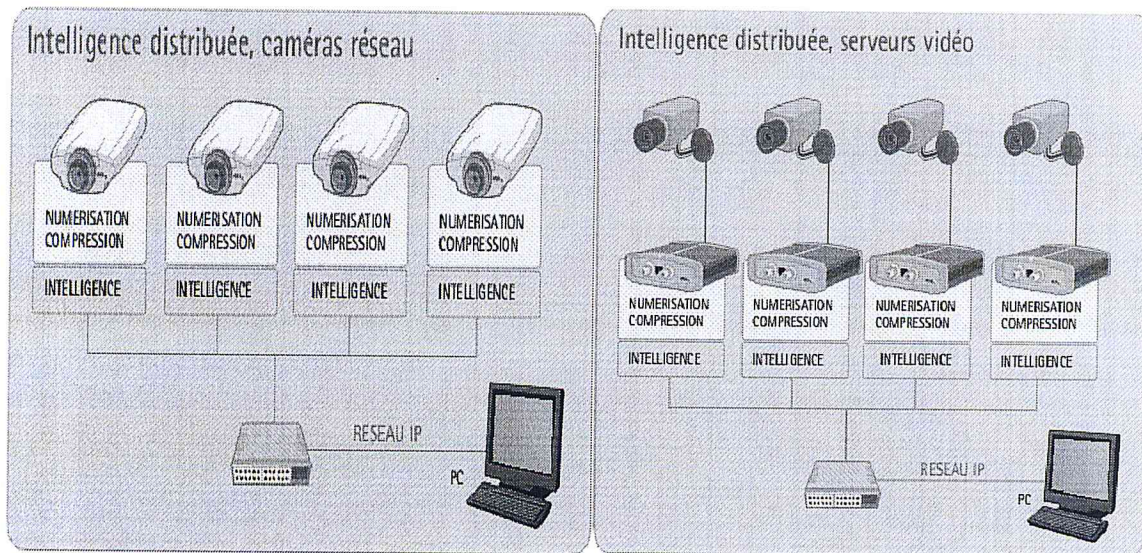 Intelligence distribuée, caméras réseau
NUMERISATION
COMPRESSION
INTELLIGENCE
NUMERISATION
COMPRESSION
INTELLIGENCE
NUMERISATION
COMPRESSION
INTELLIGENCE
NUMERISATION
COMPRESSION
INTELLIGENCE
RESEAU IP
PC
Intelligence distribuée, serveurs vidéo
NUMERISATION
COMPRESSION
INTELLIGENCE
NUMERISATION
COMPRESSION
INTELLIGENCE
NUMERISATION
COMPRESSION
INTELLIGENCE
NUMERISATION
COMPRESSION
INTELLIGENCE
RESEAU IP
PC